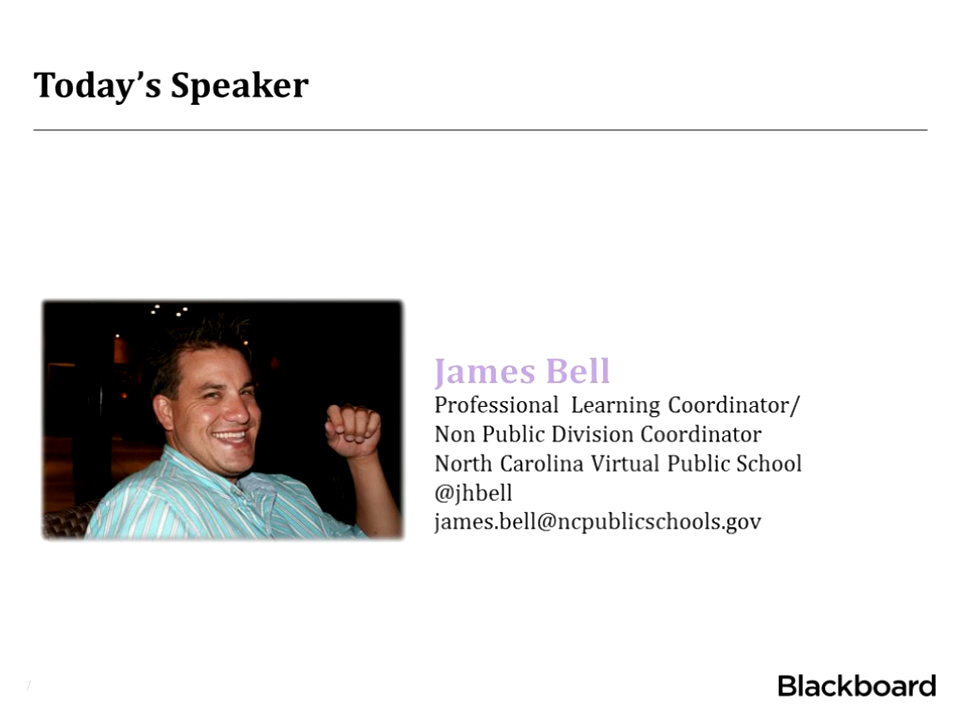 Today’s Speaker
James Bell
Professional Learning Coordinator/
Non Public Division Coordinator
North Carolina Virtual Public School
@jhbell
james.bell@ncpublicschools.gov
7
Blackboard